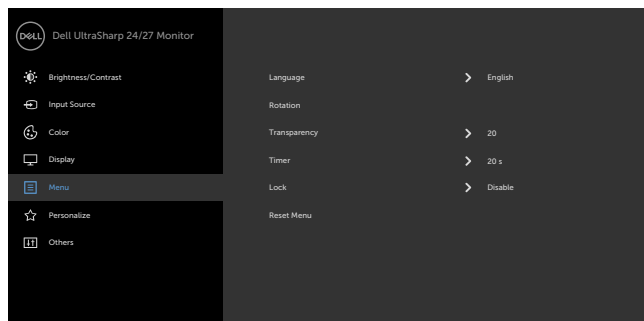 DELL Dell UltraSharp 24/27 Monitor
Brightness/Contrast
Input Source
Color
Display
Menu
Personalize
Others
Language English
Rotation
Transparency 20
Timer 20 s
Lock Disable
Reset Menu